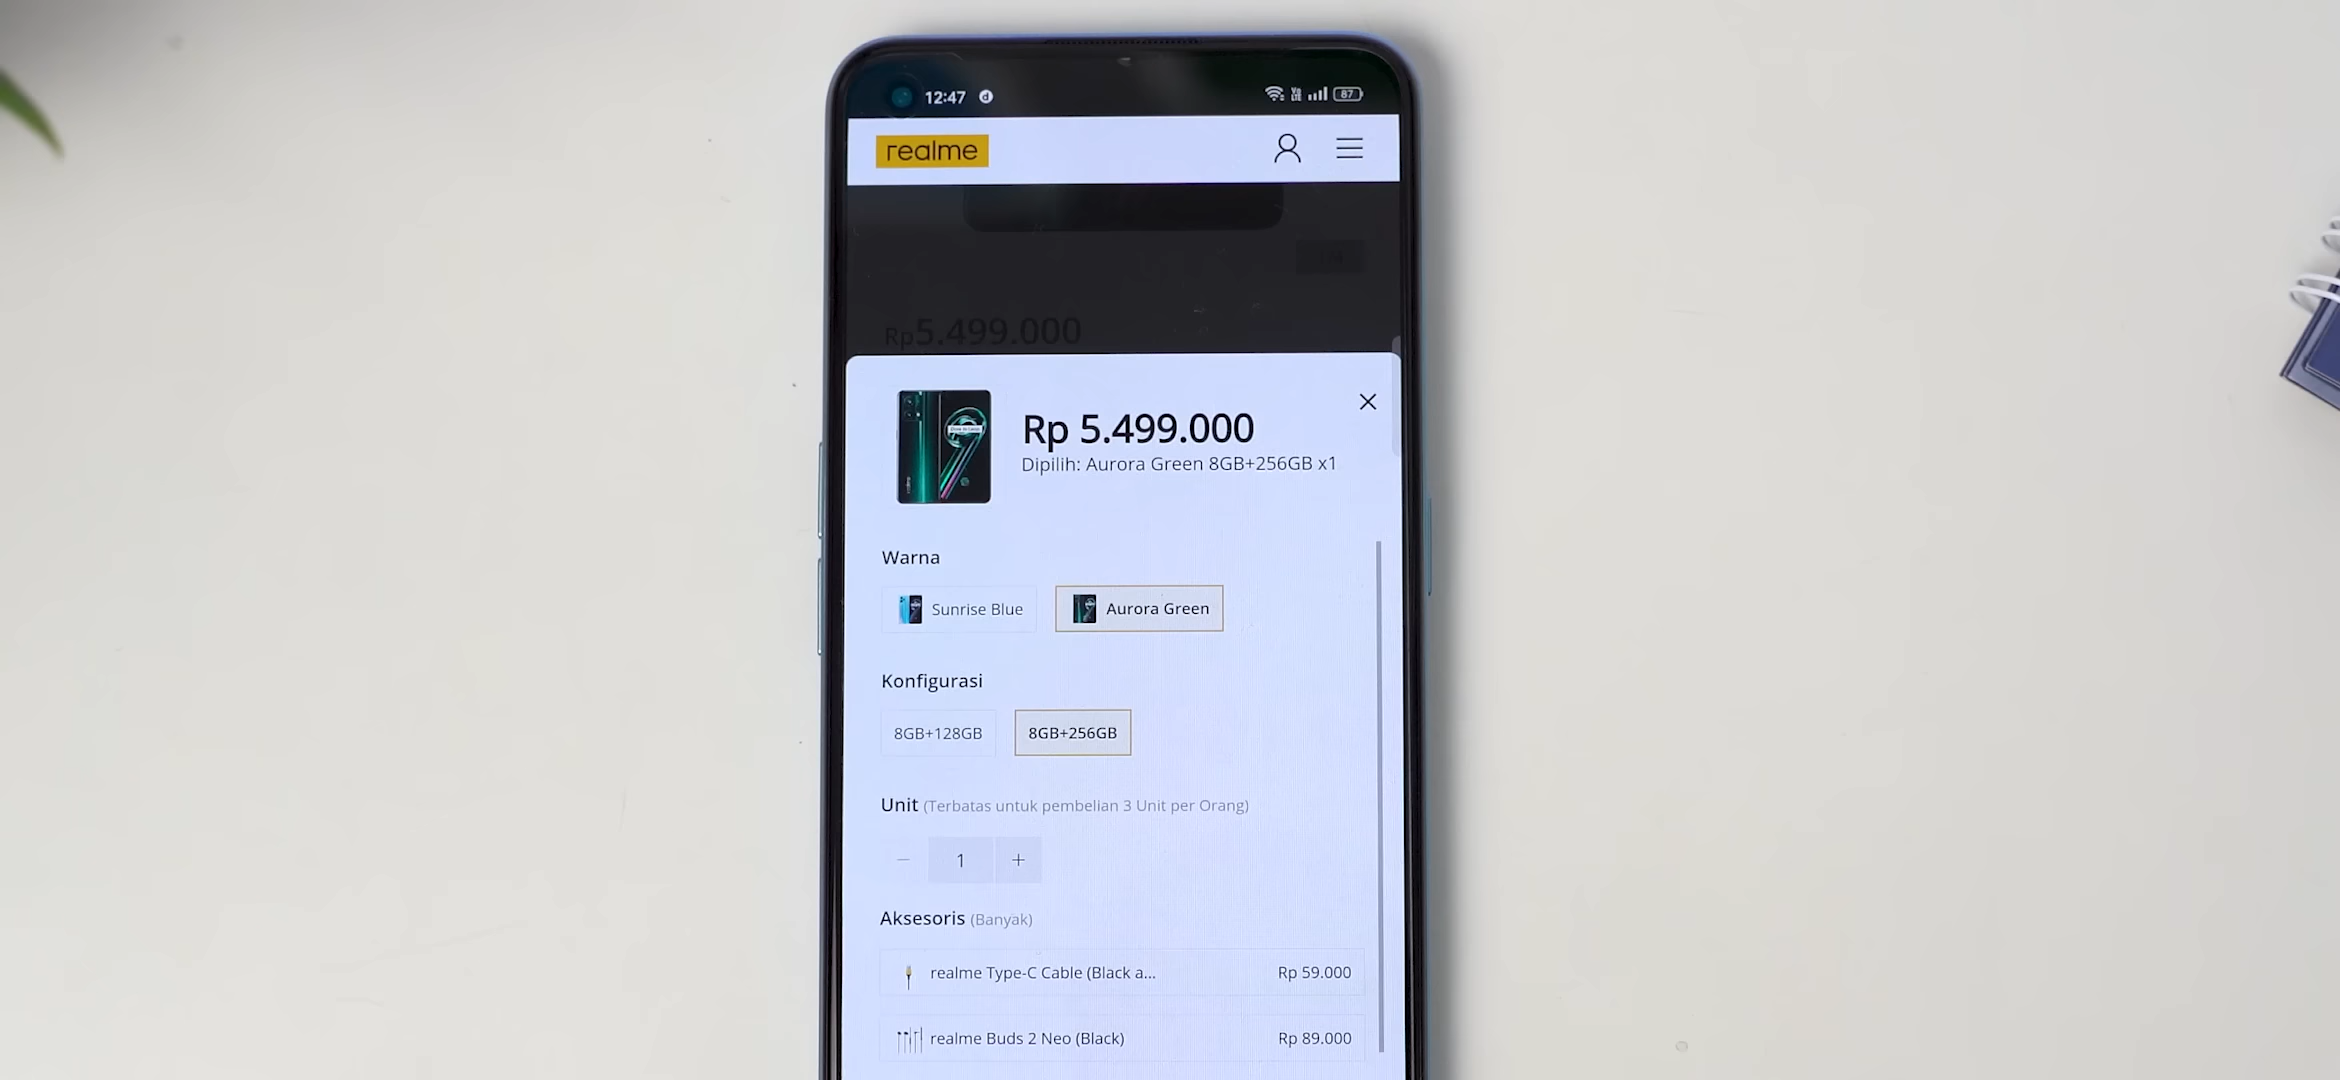 12:47
87
realme
Rp5.499.000
Rp 5.499.000
Dipilih: Aurora Green 8GB+256GB x1
Warna
Sunrise Blue
Aurora Green
Konfigurasi
8GB+128GB
8GB+256GB
Unit (Terbatas untuk pembelian 3 Unit per Orang)
− 1 +
Aksesoris (Banyak)
realme Type-C Cable (Black a... Rp 59.000
realme Buds 2 Neo (Black) Rp 89.000